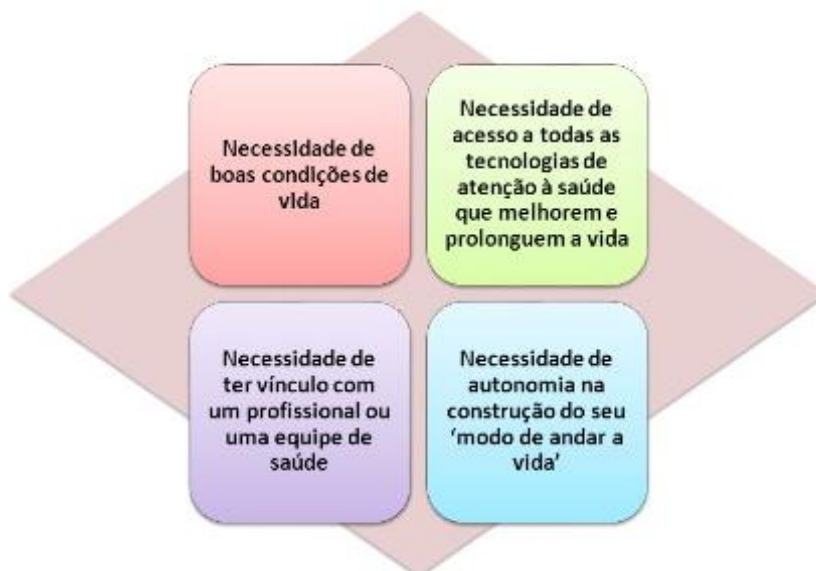 Necessidade de
boas condições de
vida
Necessidade de
acesso a todas as
tecnologias de
atenção à saúde
que melhorem e
prolonguem a vida
Necessidade de
ter vínculo com
um profissional ou
uma equipe de
saúde
Necessidade de
autonomia na
construção do seu
‘modo de andar a
vida’